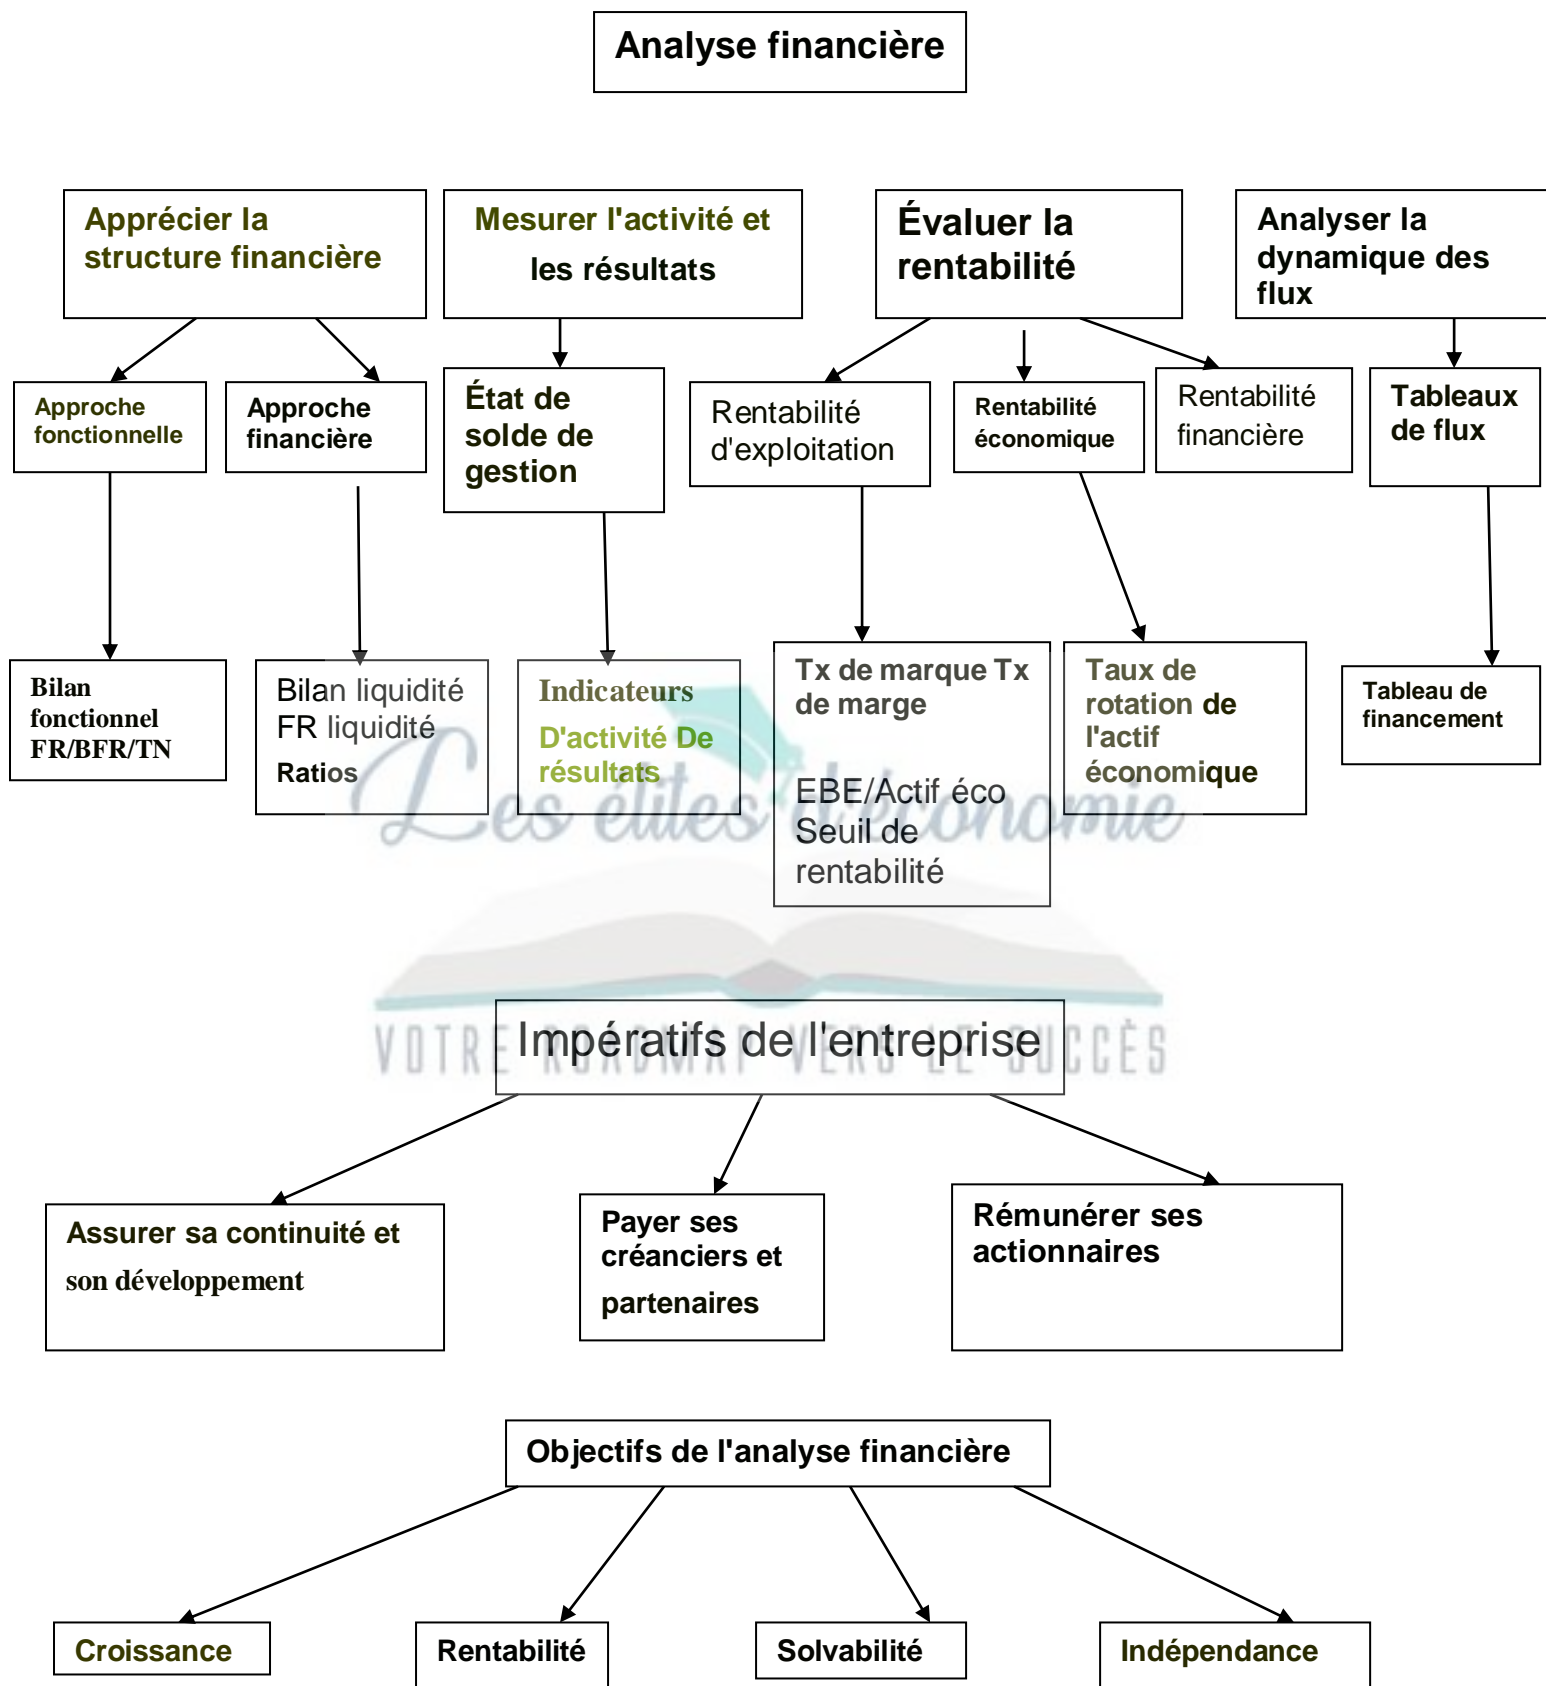 Analyse financière
Apprécier la
structure financière
Mesurer l'activité et
les résultats
Évaluer la
rentabilité
Analyser la
dynamique des
flux
Approche
fonctionnelle
Approche
financière
État de
solde de
gestion
Rentabilité
d'exploitation
Rentabilité
économique
Rentabilité
financière
Tableaux
de flux
Bilan
fonctionnel
FR/BFR/TN
Bilan liquidité
FR liquidité
Ratios
Indicateurs
D'activité De
résultats
Tx de marque Tx
de marge
EBE/Actif éco
Seuil de
rentabilité
Taux de
rotation de
l'actif
économique
Tableau de
financement
Les élites d'économie
VOTRE ROADMAP VERS LE SUCCÈS
Impératifs de l'entreprise
Assurer sa continuité et
son développement
Payer ses
créanciers et
partenaires
Rémunérer ses
actionnaires
Objectifs de l'analyse financière
Croissance
Rentabilité
Solvabilité
Indépendance